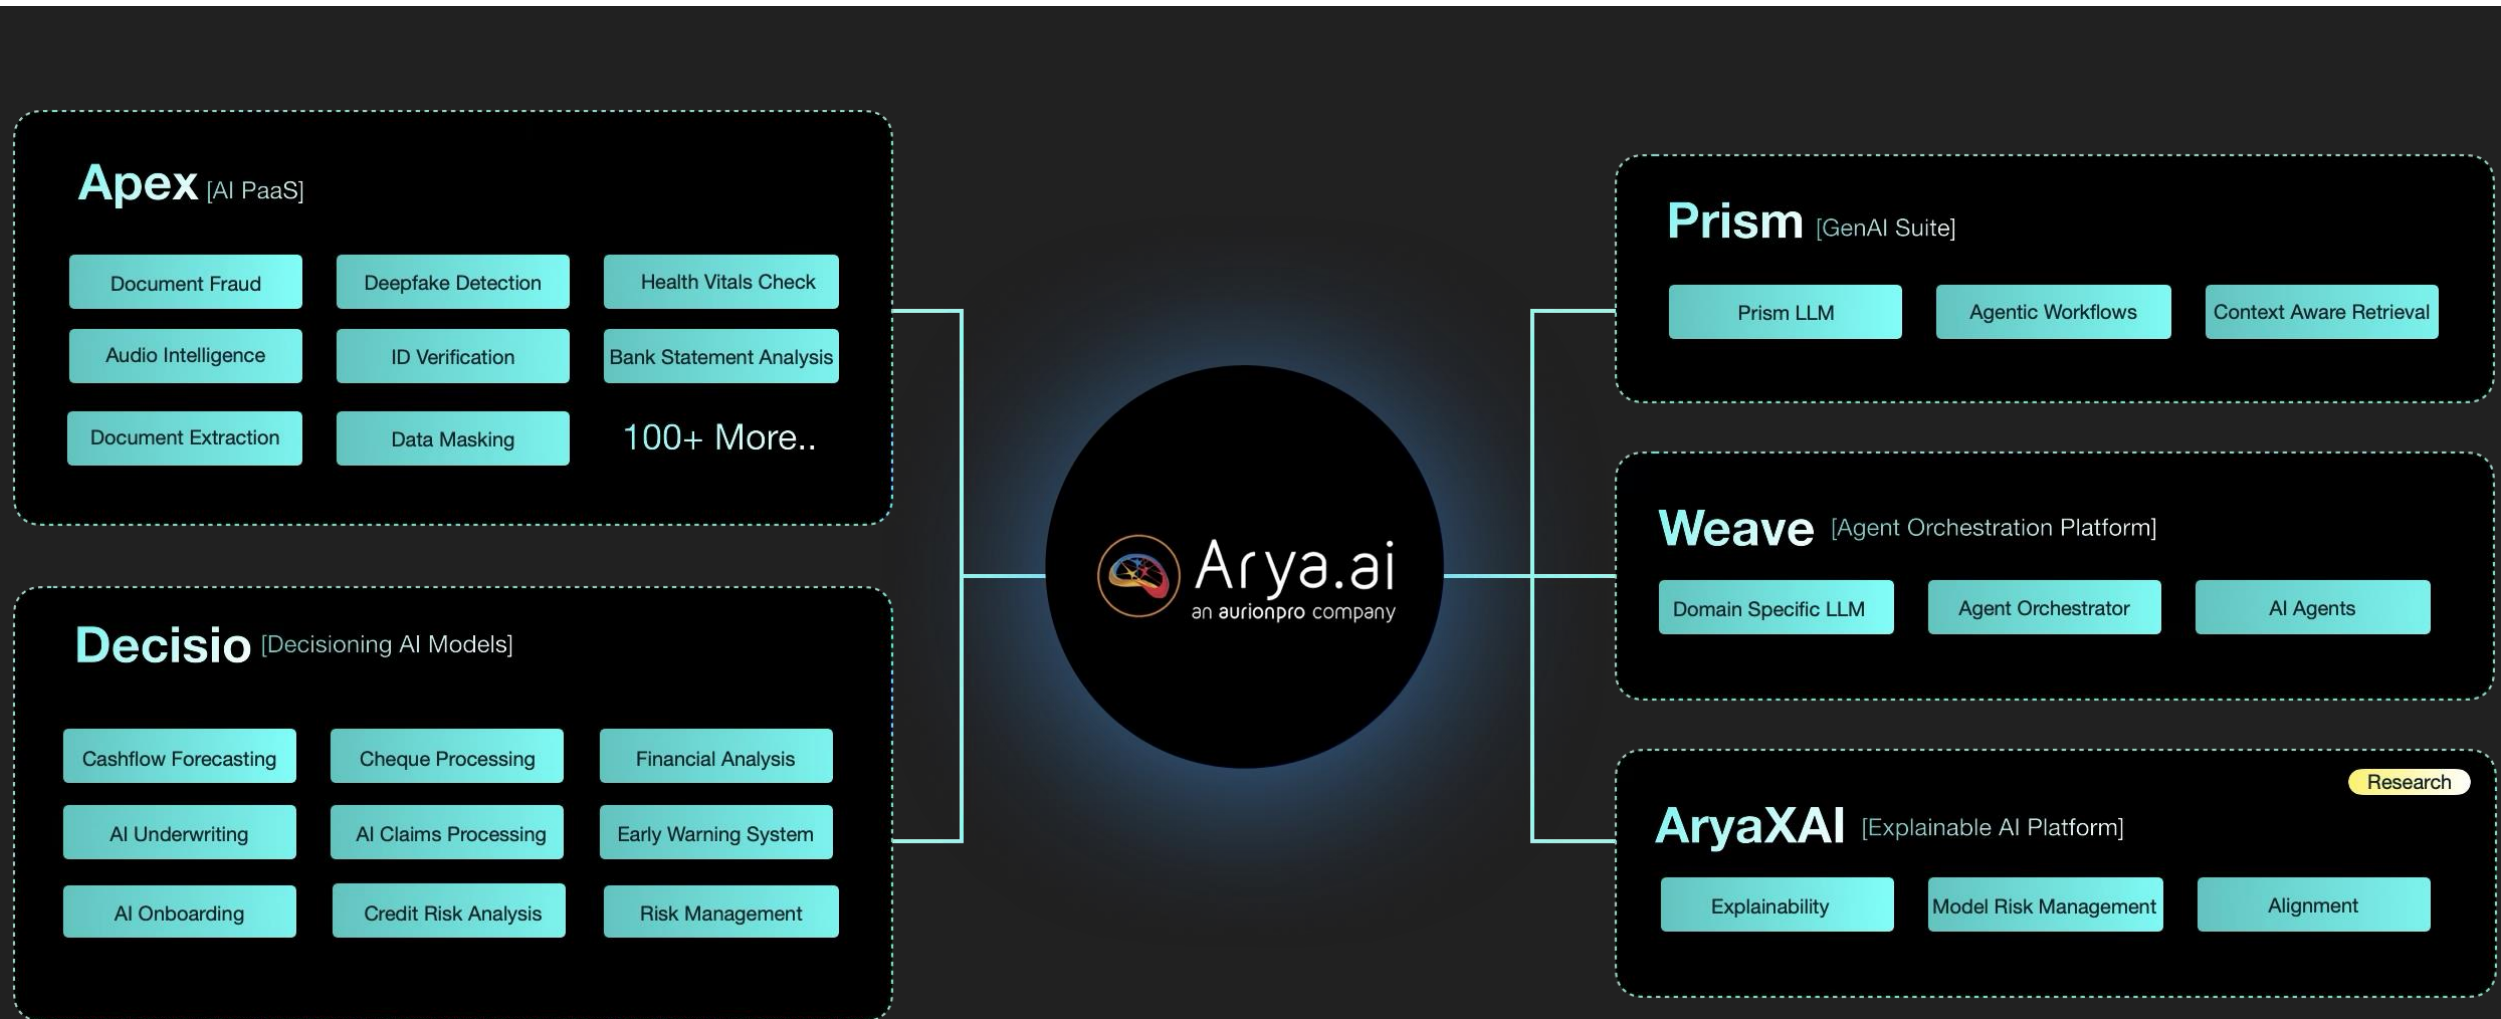 Apex [AI PaaS]
Document Fraud
Deepfake Detection
Health Vitals Check
Audio Intelligence
ID Verification
Bank Statement Analysis
Document Extraction
Data Masking
100+ More..
Decisio [Decisioning AI Models]
Cashflow Forecasting
Cheque Processing
Financial Analysis
AI Underwriting
AI Claims Processing
Early Warning System
AI Onboarding
Credit Risk Analysis
Risk Management
Arya.ai
an aurionpro company
Prism [GenAI Suite]
Prism LLM
Agentic Workflows
Context Aware Retrieval
Weave [Agent Orchestration Platform]
Domain Specific LLM
Agent Orchestrator
AI Agents
Research
AryaXAI [Explainable AI Platform]
Explainability
Model Risk Management
Alignment